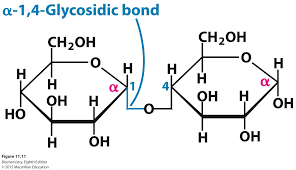 α-1,4-Glycosidic bond
CH₂OH CH₂OH
O O
H H H H H H
H H
α 1 4 α
OH H OH H
HO O OH
H OH H OH
Figure 11.11
Biochemistry, Eighth Edition
© 2015 Macmillan Education